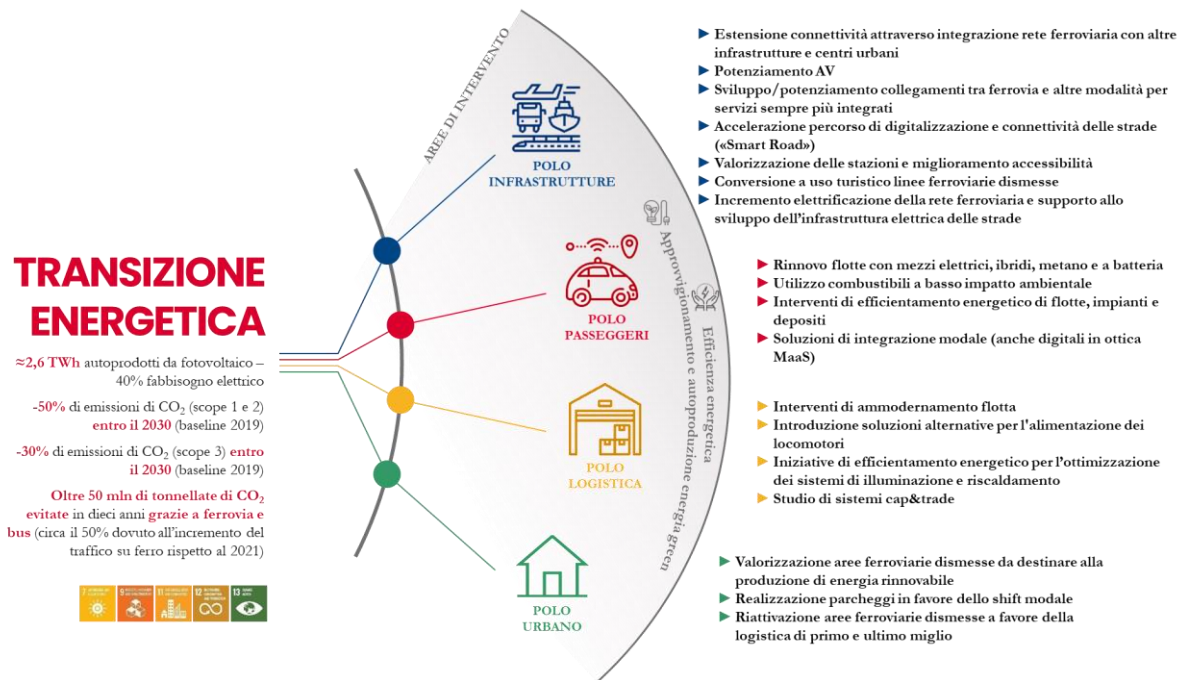 TRANSIZIONE
ENERGETICA
≈2,6 TWh autoprodotti da fotovoltaico –
40% fabbisogno elettrico
-50% di emissioni di CO2 (scope 1 e 2)
entro il 2030 (baseline 2019)
-30% di emissioni di CO2 (scope 3) entro
il 2030 (baseline 2019)
Oltre 50 mln di tonnellate di CO2
evitate in dieci anni grazie a ferrovia e
bus (circa il 50% dovuto all'incremento del
traffico su ferro rispetto al 2021)
7
9
11
12
13
AREE DI INTERVENTO
POLO
INFRASTRUTTURE
POLO
PASSEGGERI
POLO
LOGISTICA
POLO
URBANO
Approvvigionamento e autoproduzione energia green
Efficienza energetica
► Estensione connettività attraverso integrazione rete ferroviaria con altre
infrastrutture e centri urbani
► Potenziamento AV
► Sviluppo/potenziamento collegamenti tra ferrovia e altre modalità per
servizi sempre più integrati
► Accelerazione percorso di digitalizzazione e connettività delle strade
(«Smart Road»)
► Valorizzazione delle stazioni e miglioramento accessibilità
► Conversione a uso turistico linee ferroviarie dismesse
► Incremento elettrificazione della rete ferroviaria e supporto allo
sviluppo dell'infrastruttura elettrica delle strade
► Rinnovo flotte con mezzi elettrici, ibridi, metano e a batteria
► Utilizzo combustibili a basso impatto ambientale
► Interventi di efficientamento energetico di flotte, impianti e
depositi
► Soluzioni di integrazione modale (anche digitali in ottica
MaaS)
► Interventi di ammodernamento flotta
► Introduzione soluzioni alternative per l'alimentazione dei
locomotori
► Iniziative di efficientamento energetico per l'ottimizzazione
dei sistemi di illuminazione e riscaldamento
► Studio di sistemi cap&trade
► Valorizzazione aree ferroviarie dismesse da destinare alla
produzione di energia rinnovabile
► Realizzazione parcheggi in favore dello shift modale
► Riattivazione aree ferroviarie dismesse a favore della
logistica di primo e ultimo miglio